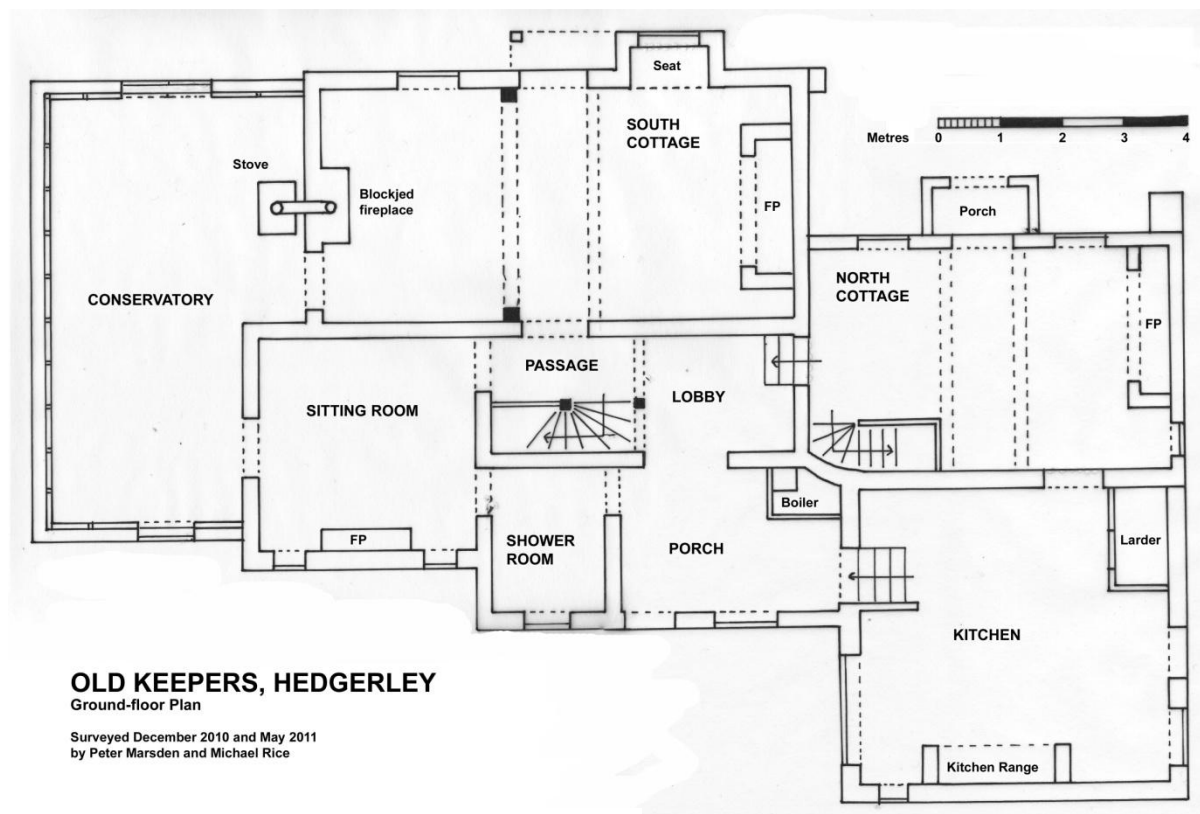 Seat
SOUTH
COTTAGE
Metres 0 1 2 3 4
Stove
Blockjed
fireplace
FP
Porch
CONSERVATORY
NORTH
COTTAGE
FP
PASSAGE
SITTING ROOM
LOBBY
Boiler
FP
SHOWER
ROOM
PORCH
Larder
KITCHEN
Kitchen Range
OLD KEEPERS, HEDGERLEY
Ground-floor Plan
Surveyed December 2010 and May 2011
by Peter Marsden and Michael Rice